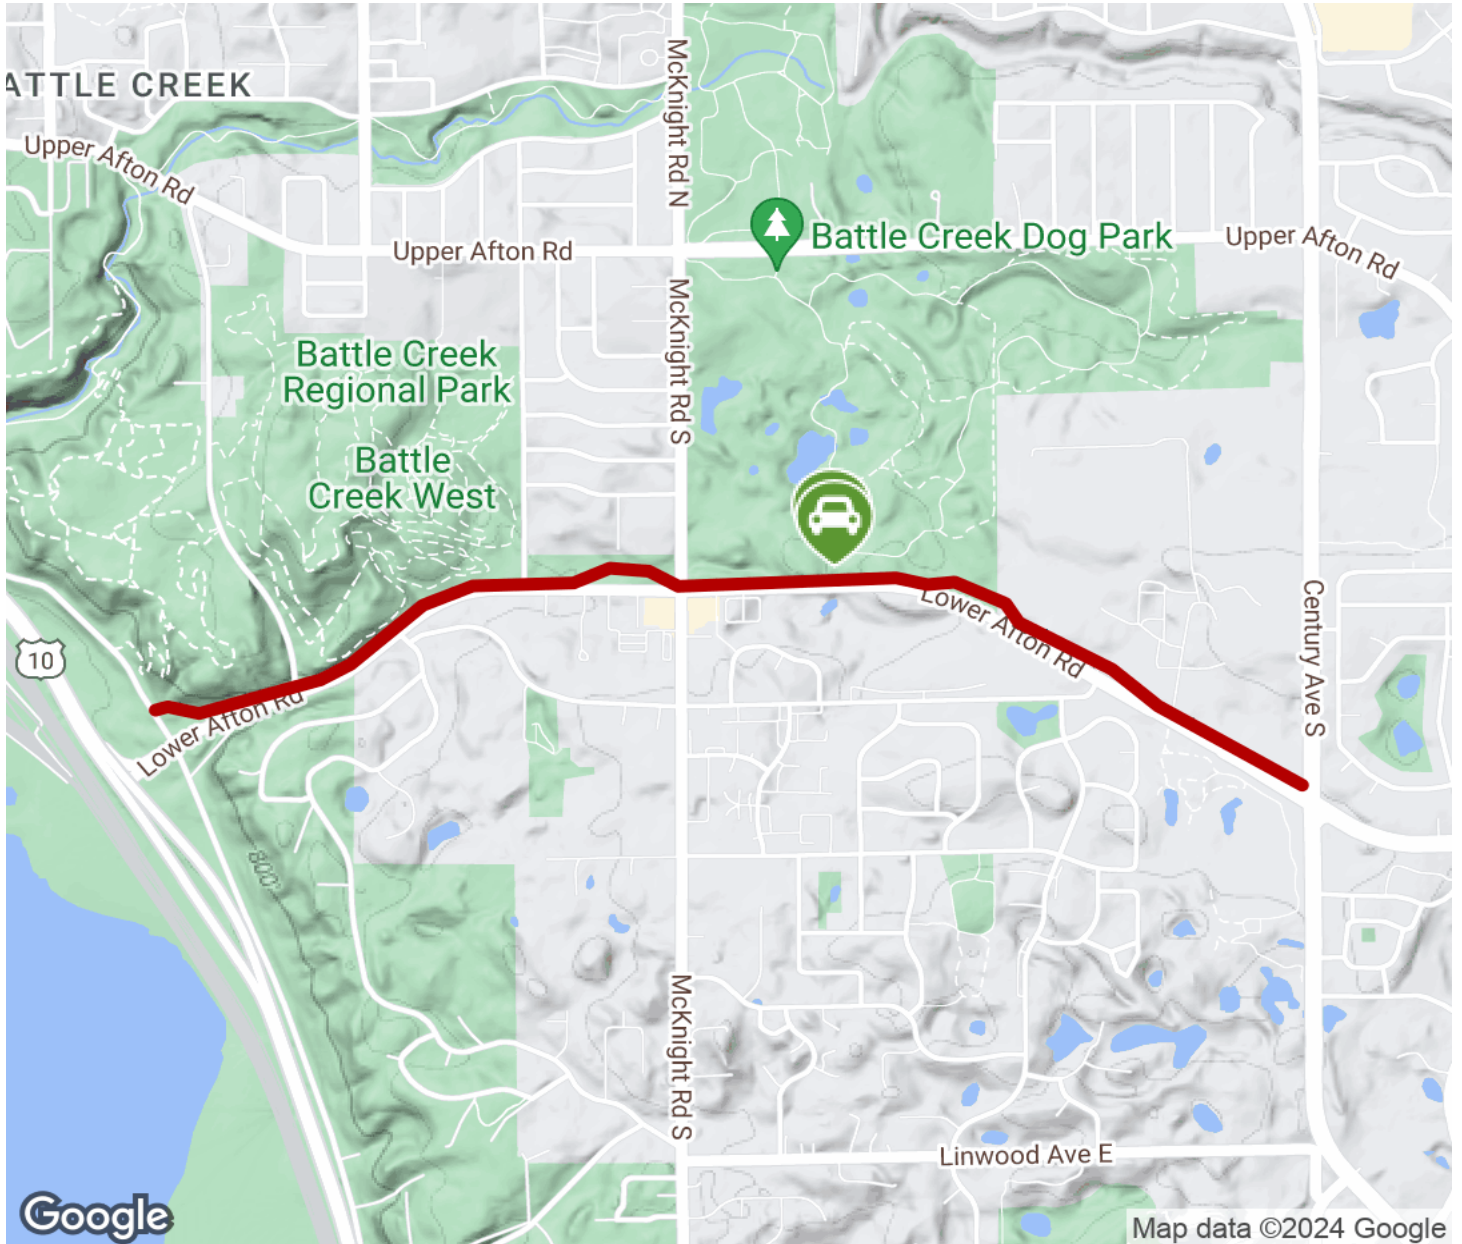 ATTLE CREEK
Upper Afton Rd
McKnight Rd N
Battle Creek Dog Park
Upper Afton Rd
Upper Afton Rd
McKnight Rd S
Battle Creek
Regional Park
Battle
Creek West
Lower Afton Rd
Century Ave S
10
Lower Afton Rd
800'
McKnight Rd S
Linwood Ave E
Google
Map data ©2024 Google